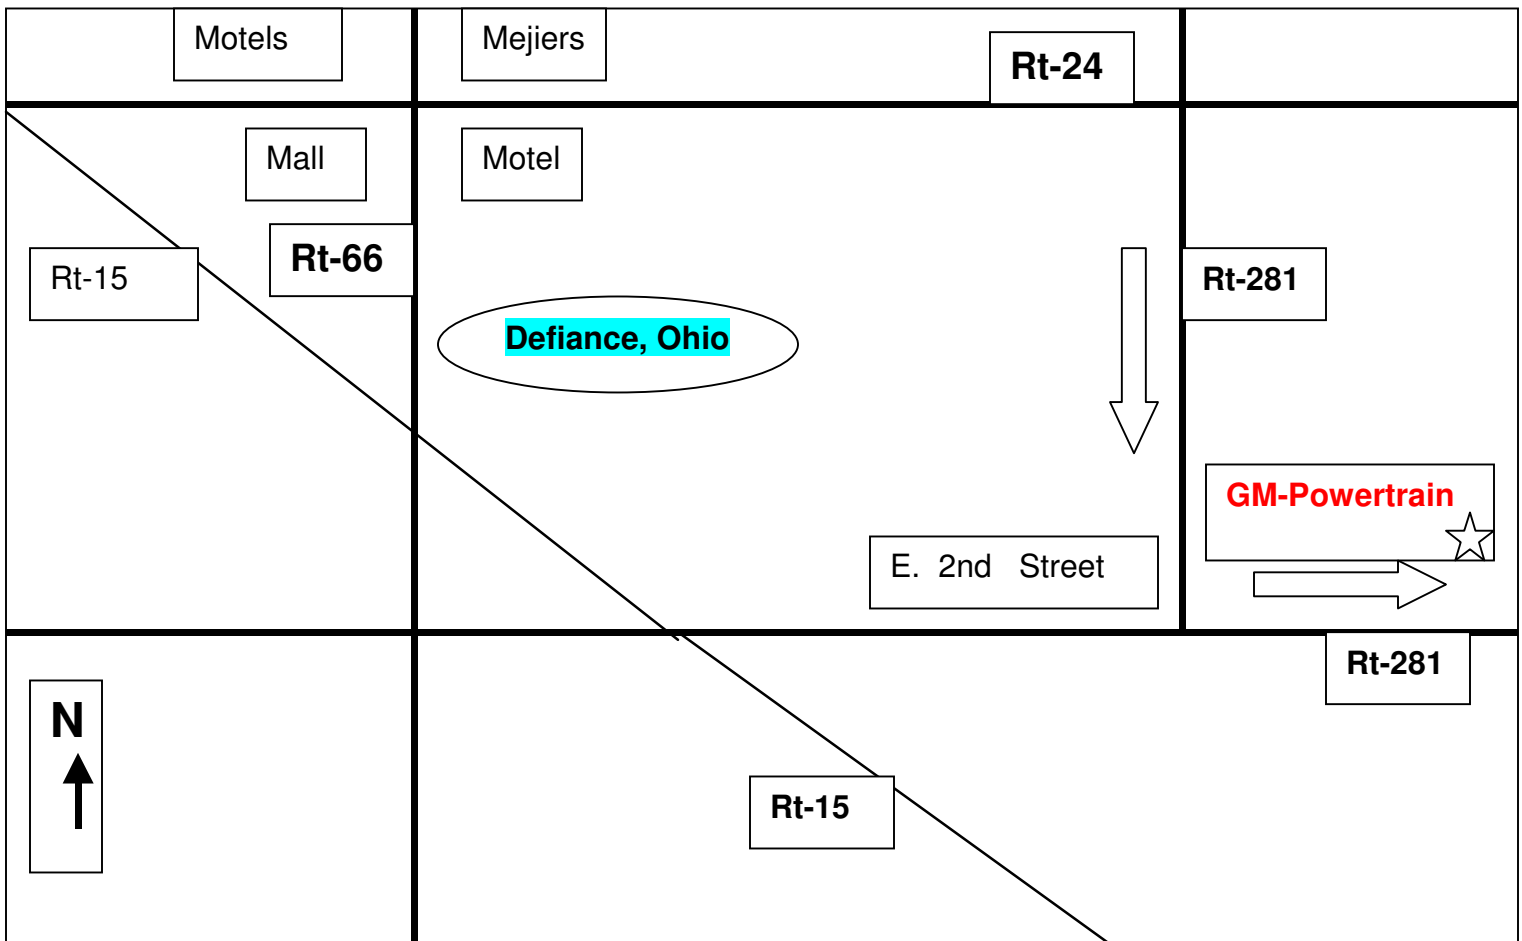 Motels
Mejiers
Rt-24
Mall
Motel
Rt-66
Rt-15
Rt-281
Defiance, Ohio
GM-Powertrain
E. 2nd Street
Rt-281
N
Rt-15